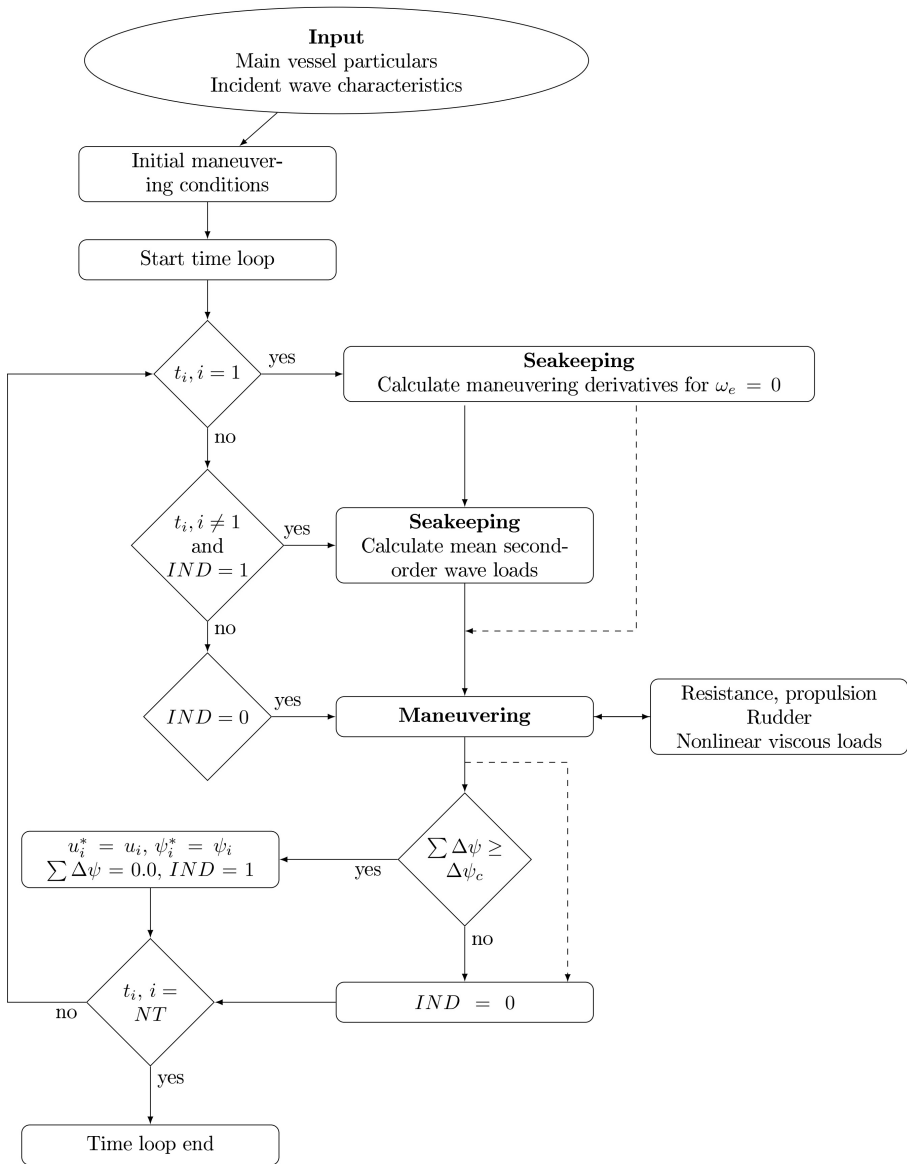 Input
Main vessel particulars
Incident wave characteristics
Initial maneuver-
ing conditions
Start time loop
t_i, i = 1
yes
no
Seakeeping
Calculate maneuvering derivatives for ω_e = 0
t_i, i ≠ 1
and
IND = 1
yes
no
Seakeeping
Calculate mean second-
order wave loads
IND = 0
yes
Maneuvering
Resistance, propulsion
Rudder
Nonlinear viscous loads
∑ Δψ ≥
Δψ_c
yes
no
u_i^* = u_i, ψ_i^* = ψ_i
∑ Δψ = 0.0, IND = 1
t_i, i =
NT
no
yes
IND = 0
Time loop end